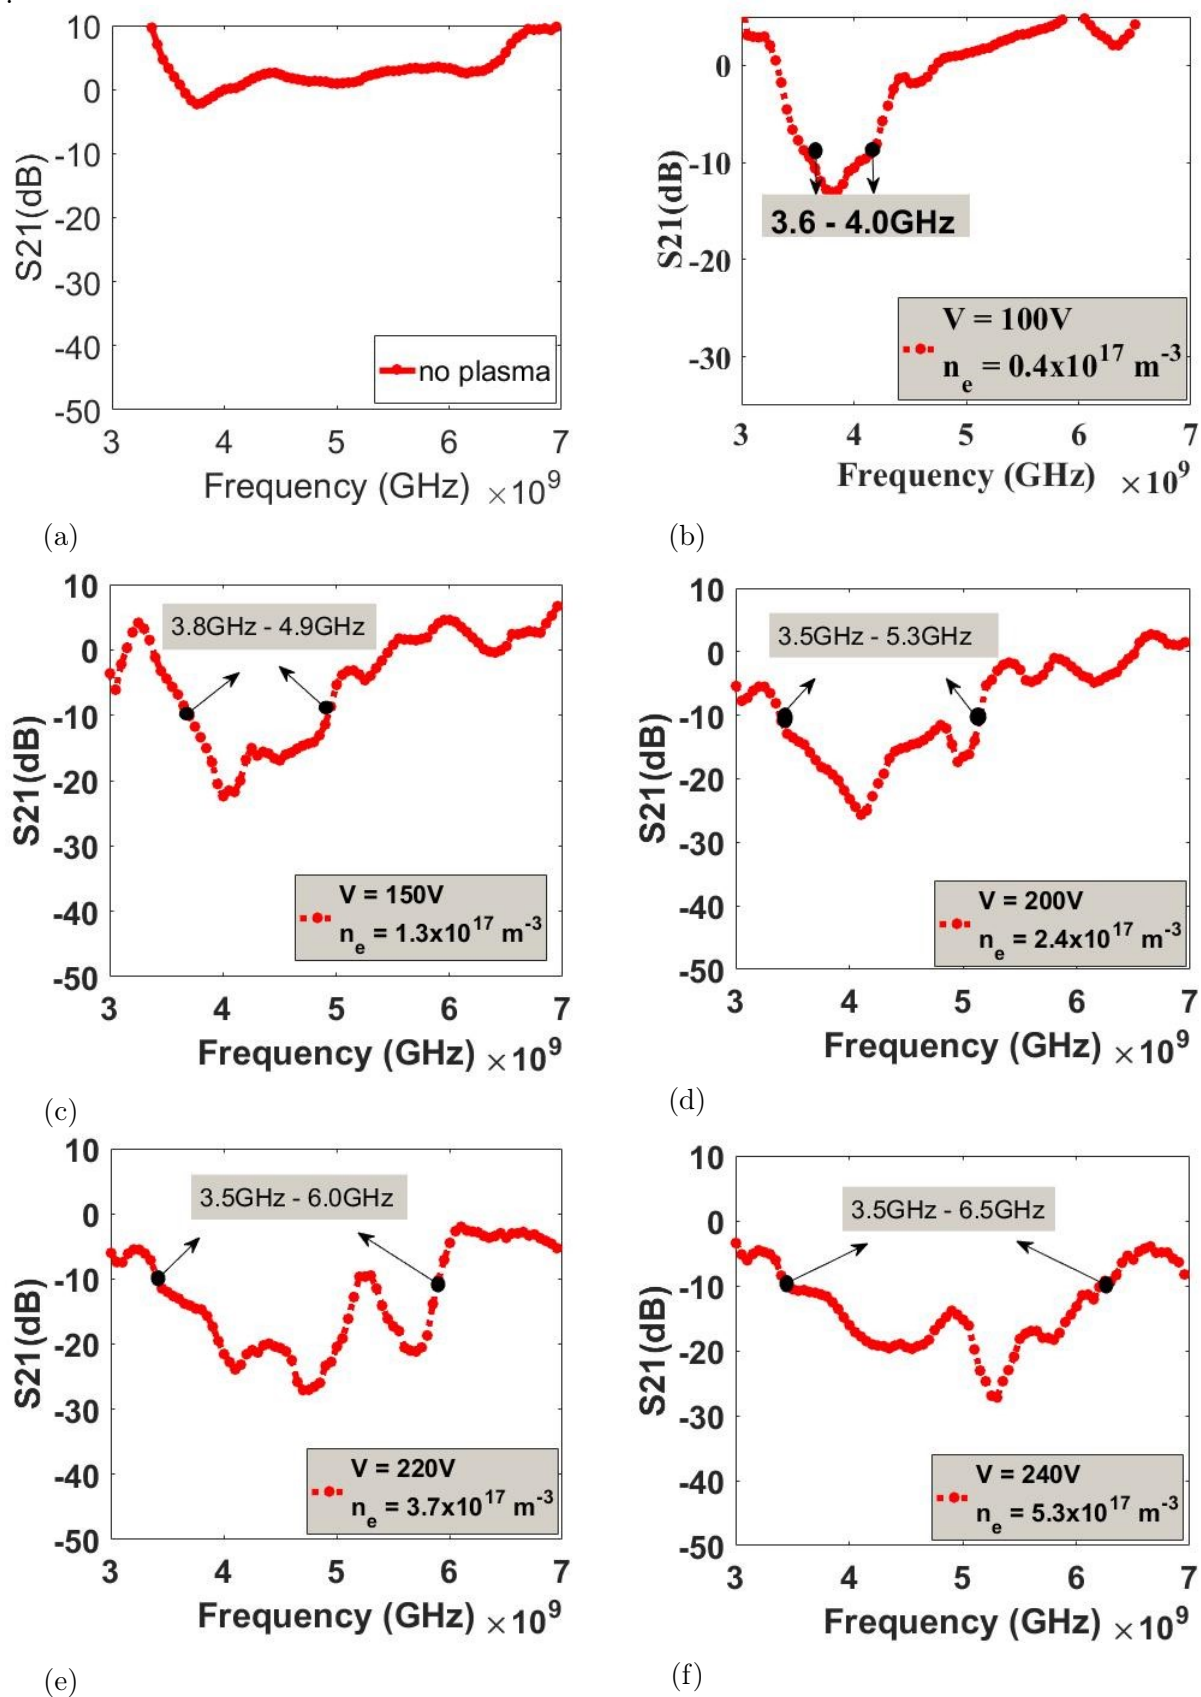 10
0
-10
-20
-30
-40
-50
S21(dB)
no plasma
3 4 5 6 7
Frequency (GHz) ×10⁹
(a)
0
-10
-20
-30
S21(dB)
3.6 - 4.0GHz
V = 100V
nₑ = 0.4x10¹⁷ m⁻³
3 4 5 6 7
Frequency (GHz) ×10⁹
(b)
10
0
-10
-20
-30
-40
-50
S21(dB)
3.8GHz - 4.9GHz
V = 150V
nₑ = 1.3x10¹⁷ m⁻³
3 4 5 6 7
Frequency (GHz) ×10⁹
(c)
10
0
-10
-20
-30
-40
-50
S21(dB)
3.5GHz - 5.3GHz
V = 200V
nₑ = 2.4x10¹⁷ m⁻³
3 4 5 6 7
Frequency (GHz) ×10⁹
(d)
10
0
-10
-20
-30
-40
-50
S21(dB)
3.5GHz - 6.0GHz
V = 220V
nₑ = 3.7x10¹⁷ m⁻³
3 4 5 6 7
Frequency (GHz) ×10⁹
(e)
10
0
-10
-20
-30
-40
-50
S21(dB)
3.5GHz - 6.5GHz
V = 240V
nₑ = 5.3x10¹⁷ m⁻³
3 4 5 6 7
Frequency (GHz) ×10⁹
(f)